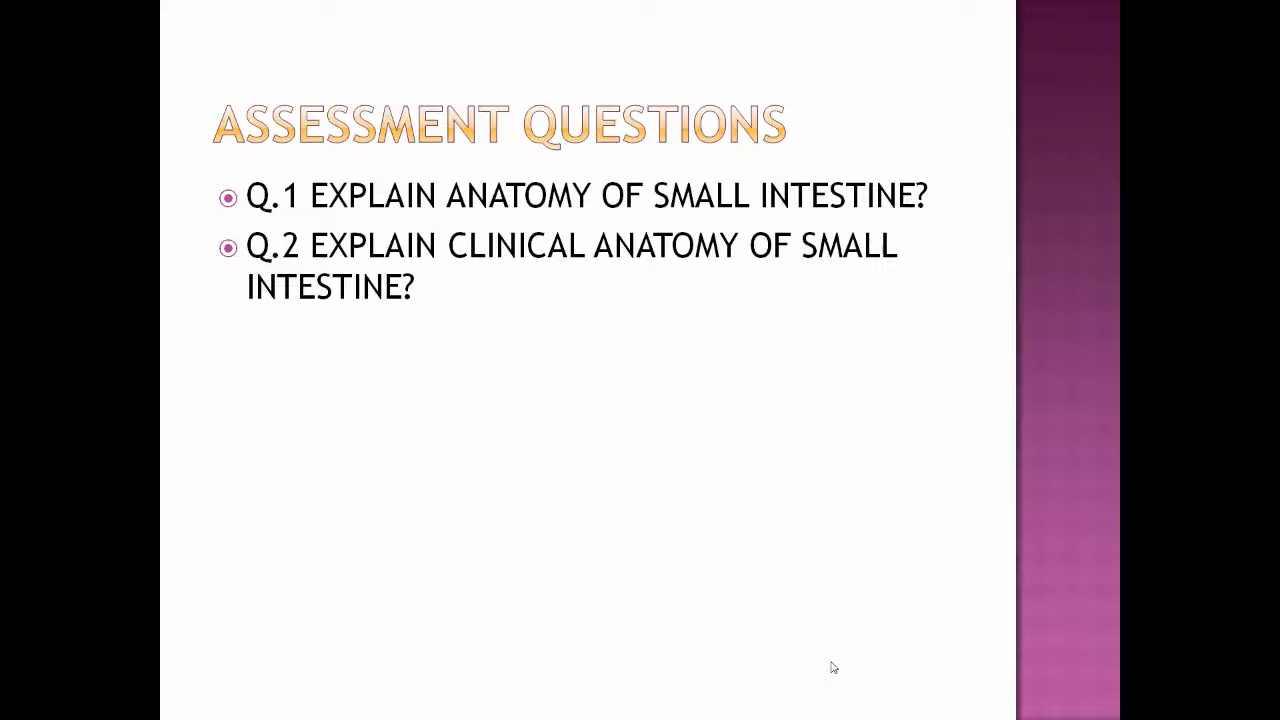 ASSESSMENT QUESTIONS
Q.1 EXPLAIN ANATOMY OF SMALL INTESTINE?
Q.2 EXPLAIN CLINICAL ANATOMY OF SMALL
INTESTINE?